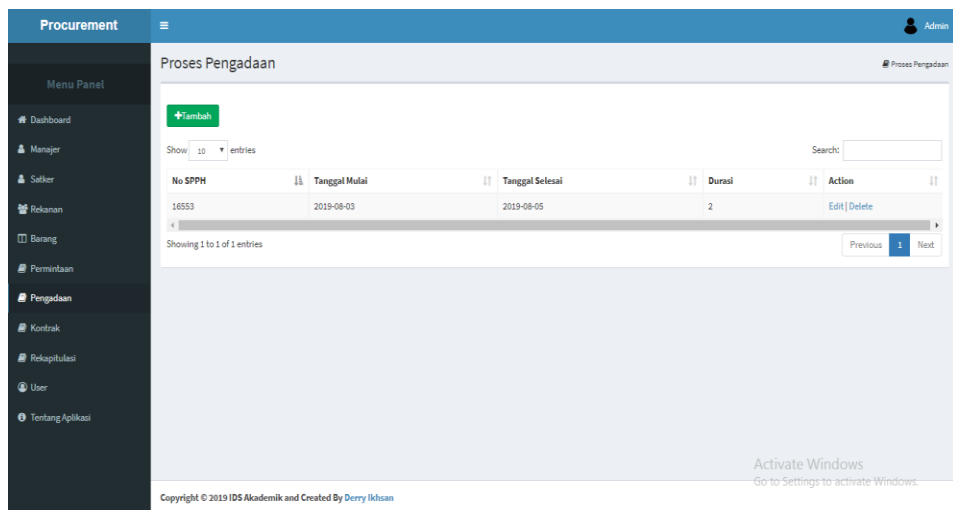 Procurement
Admin
Proses Pengadaan
Proses Pengadaan
Menu Panel
Dashboard
Manajer
Satker
Rekanan
Barang
Permintaan
Pengadaan
Kontrak
Rekapitulasi
User
Tentang Aplikasi
+Tambah
Show 10 entries
Search:
No SPPH Tanggal Mulai Tanggal Selesai Durasi Action
16553 2019-08-03 2019-08-05 2 Edit | Delete
Showing 1 to 1 of 1 entries
Previous 1 Next
Activate Windows
Go to Settings to activate Windows.
Copyright © 2019 IDS Akademik and Created By Derry Ikhsan